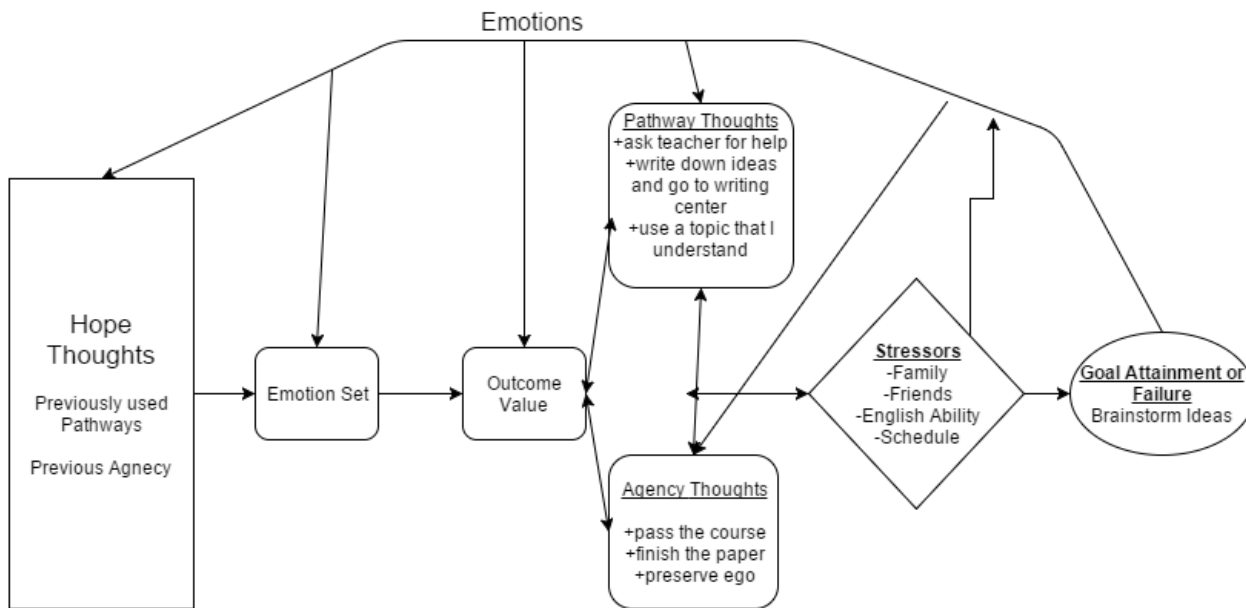 Emotions
Hope
Thoughts
Previously used
Pathways
Previous Agnecy
Emotion Set
Outcome
Value
Pathway Thoughts
+ask teacher for help
+write down ideas
and go to writing
center
+use a topic that I
understand
Agency Thoughts
+pass the course
+finish the paper
+preserve ego
Stressors
-Family
-Friends
-English Ability
-Schedule
Goal Attainment or
Failure
Brainstorm Ideas